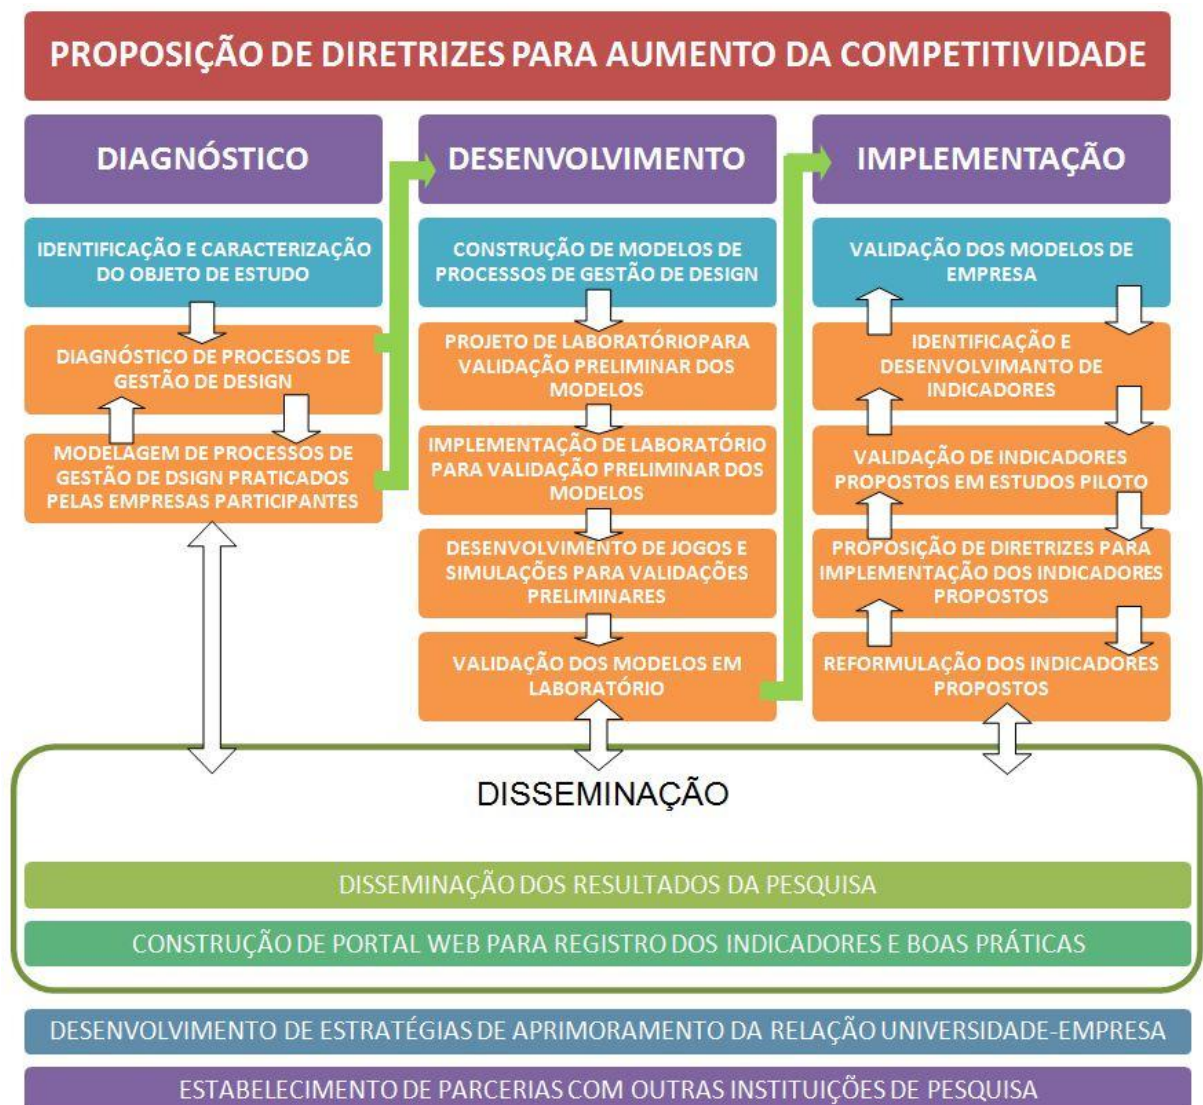 PROPOSIÇÃO DE DIRETRIZES PARA AUMENTO DA COMPETITIVIDADE
DIAGNÓSTICO
IDENTIFICAÇÃO E CARACTERIZAÇÃO
DO OBJETO DE ESTUDO
DIAGNÓSTICO DE PROCESOS DE
GESTÃO DE DESIGN
MODELAGEM DE PROCESSOS DE
GESTÃO DE DSIGN PRATICADOS
PELAS EMPRESAS PARTICIPANTES
DESENVOLVIMENTO
CONSTRUÇÃO DE MODELOS DE
PROCESSOS DE GESTÃO DE DESIGN
PROJETO DE LABORATÓRIOPARA
VALIDAÇÃO PRELIMINAR DOS
MODELOS
IMPLEMENTAÇÃO DE LABORATÓRIO
PARA VALIDAÇÃO PRELIMINAR DOS
MODELOS
DESENVOLVIMENTO DE JOGOS E
SIMULAÇÕES PARA VALIDAÇÕES
PRELIMINARES
VALIDAÇÃO DOS MODELOS EM
LABORATÓRIO
IMPLEMENTAÇÃO
VALIDAÇÃO DOS MODELOS DE
EMPRESA
IDENTIFICAÇÃO E
DESENVOLVIMANTO DE
INDICADORES
VALIDAÇÃO DE INDICADORES
PROPOSTOS EM ESTUDOS PILOTO
PROPOSIÇÃO DE DIRETRIZES PARA
IMPLEMENTAÇÃO DOS INDICADORES
PROPOSTOS
REFORMULAÇÃO DOS INDICADORES
PROPOSTOS
DISSEMINAÇÃO
DISSEMINAÇÃO DOS RESULTADOS DA PESQUISA
CONSTRUÇÃO DE PORTAL WEB PARA REGISTRO DOS INDICADORES E BOAS PRÁTICAS
DESENVOLVIMENTO DE ESTRATÉGIAS DE APRIMORAMENTO DA RELAÇÃO UNIVERSIDADE-EMPRESA
ESTABELECIMENTO DE PARCERIAS COM OUTRAS INSTITUIÇÕES DE PESQUISA